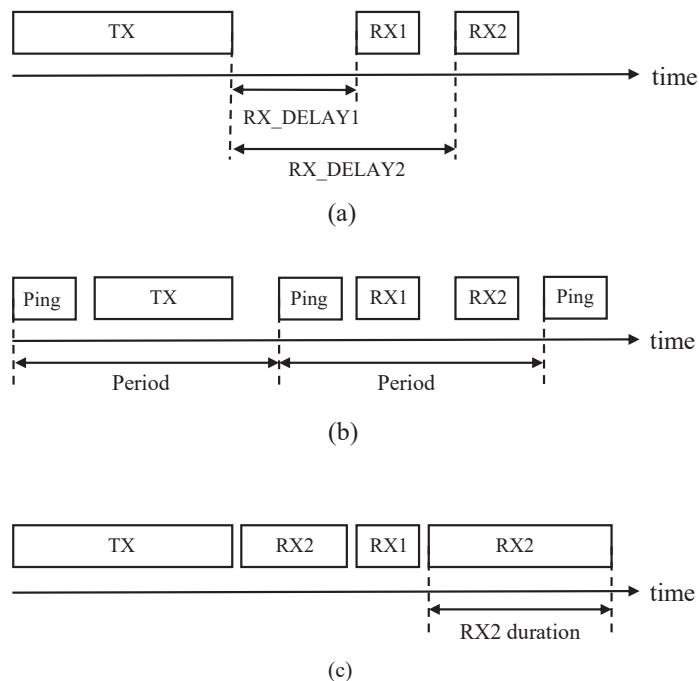 TX RX1 RX2
time
RX_DELAY1
RX_DELAY2
(a)
Ping TX Ping RX1 RX2 Ping
time
Period Period
(b)
TX RX2 RX1 RX2
time
RX2 duration
(c)